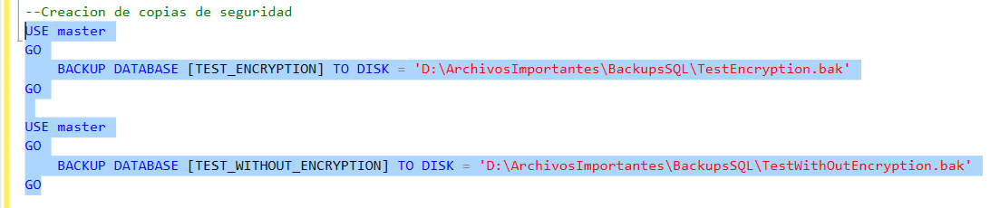 --Creacion de copias de seguridad
USE master
GO
BACKUP DATABASE [TEST_ENCRYPTION] TO DISK = 'D:\ArchivosImportantes\BackupsSQL\TestEncryption.bak'
GO
USE master
GO
BACKUP DATABASE [TEST_WITHOUT_ENCRYPTION] TO DISK = 'D:\ArchivosImportantes\BackupsSQL\TestWithOutEncryption.bak'
GO